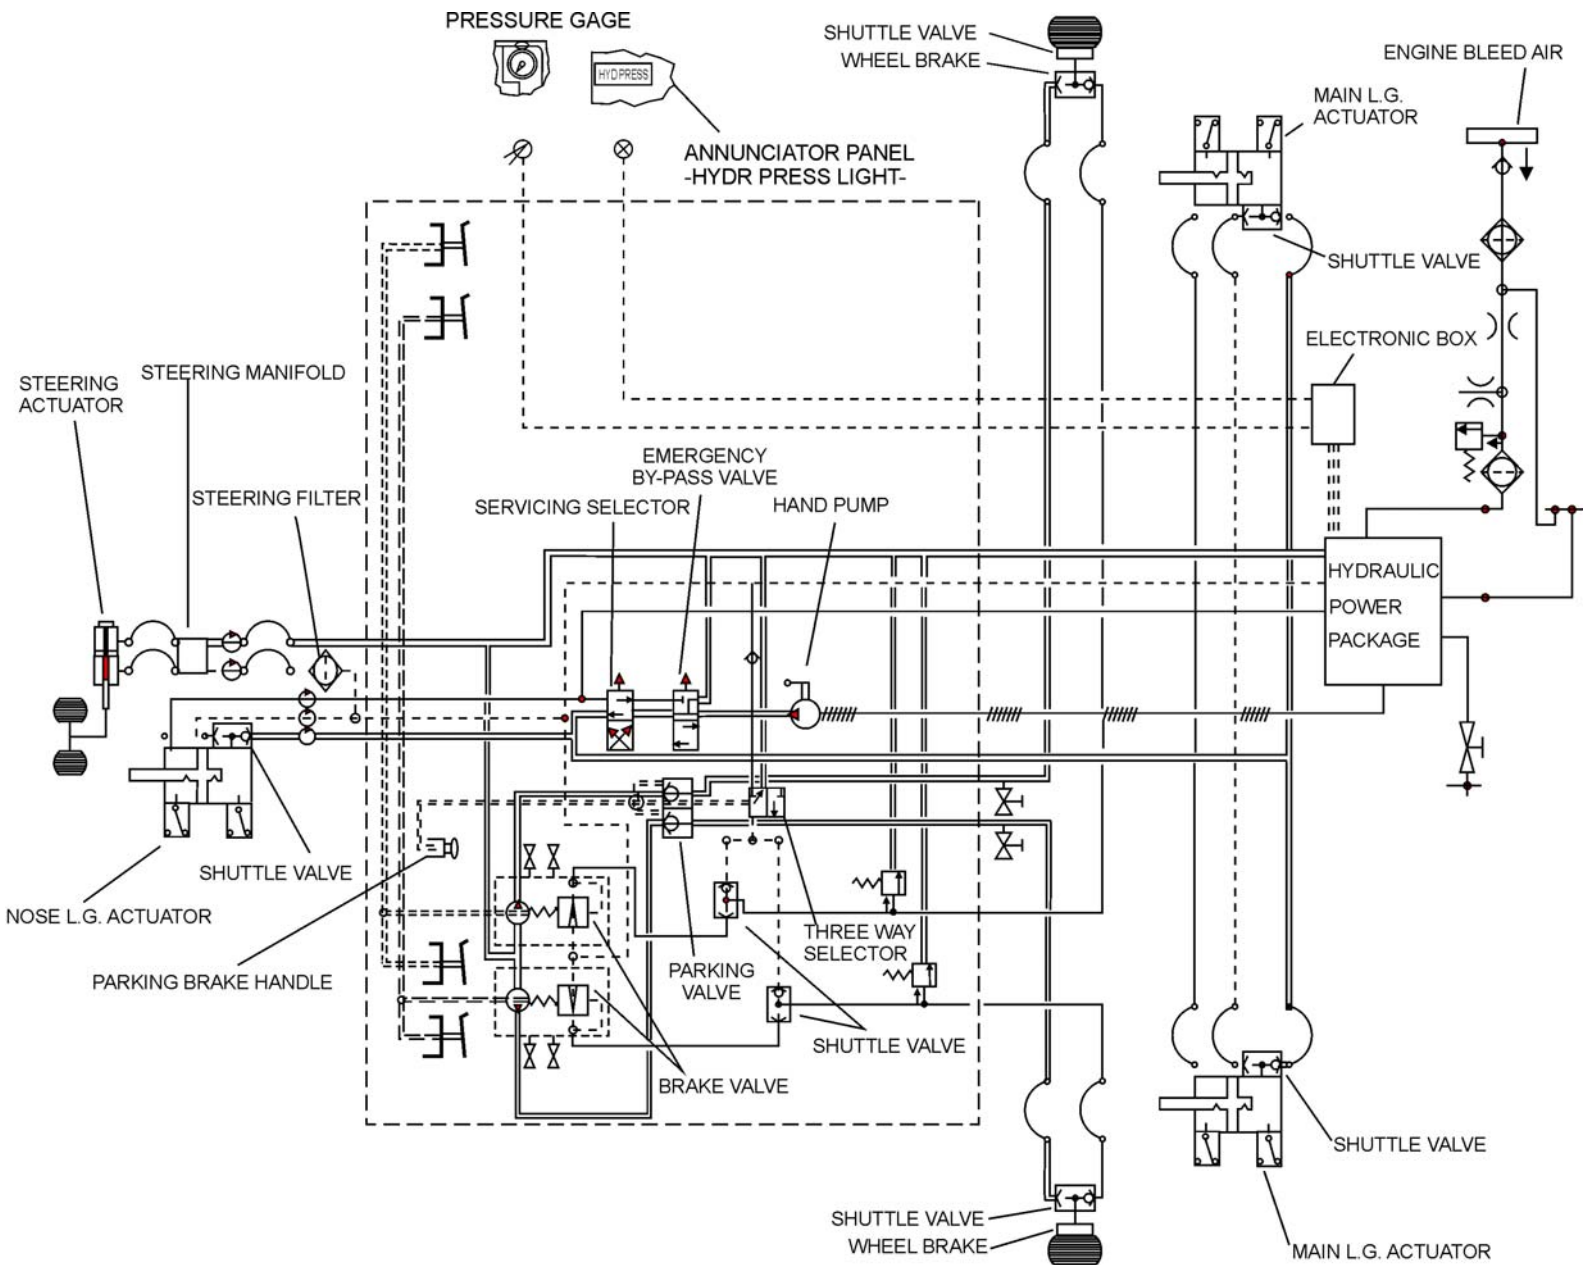 PRESSURE GAGE
HYD PRESS
ANNUNCIATOR PANEL
-HYDR PRESS LIGHT-
SHUTTLE VALVE
WHEEL BRAKE
MAIN L.G.
ACTUATOR
ENGINE BLEED AIR
SHUTTLE VALVE
ELECTRONIC BOX
STEERING
ACTUATOR
STEERING MANIFOLD
STEERING FILTER
SERVICING SELECTOR
EMERGENCY
BY-PASS VALVE
HAND PUMP
HYDRAULIC
POWER
PACKAGE
SHUTTLE VALVE
NOSE L.G. ACTUATOR
PARKING BRAKE HANDLE
PARKING
VALVE
THREE WAY
SELECTOR
SHUTTLE VALVE
BRAKE VALVE
SHUTTLE VALVE
MAIN L.G. ACTUATOR
SHUTTLE VALVE
WHEEL BRAKE